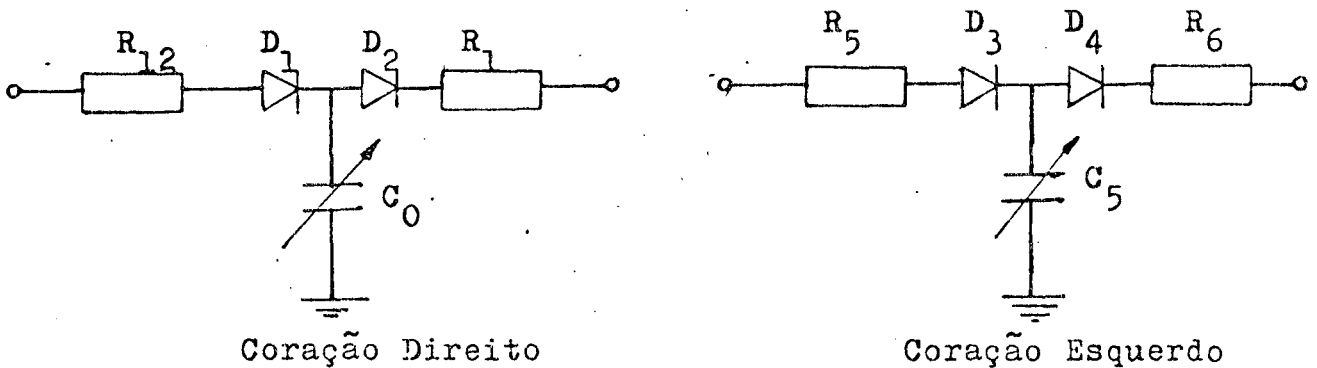 R12 D1 D2 R1
C0
Coração Direito
R5 D3 D4 R6
C5
Coração Esquerdo